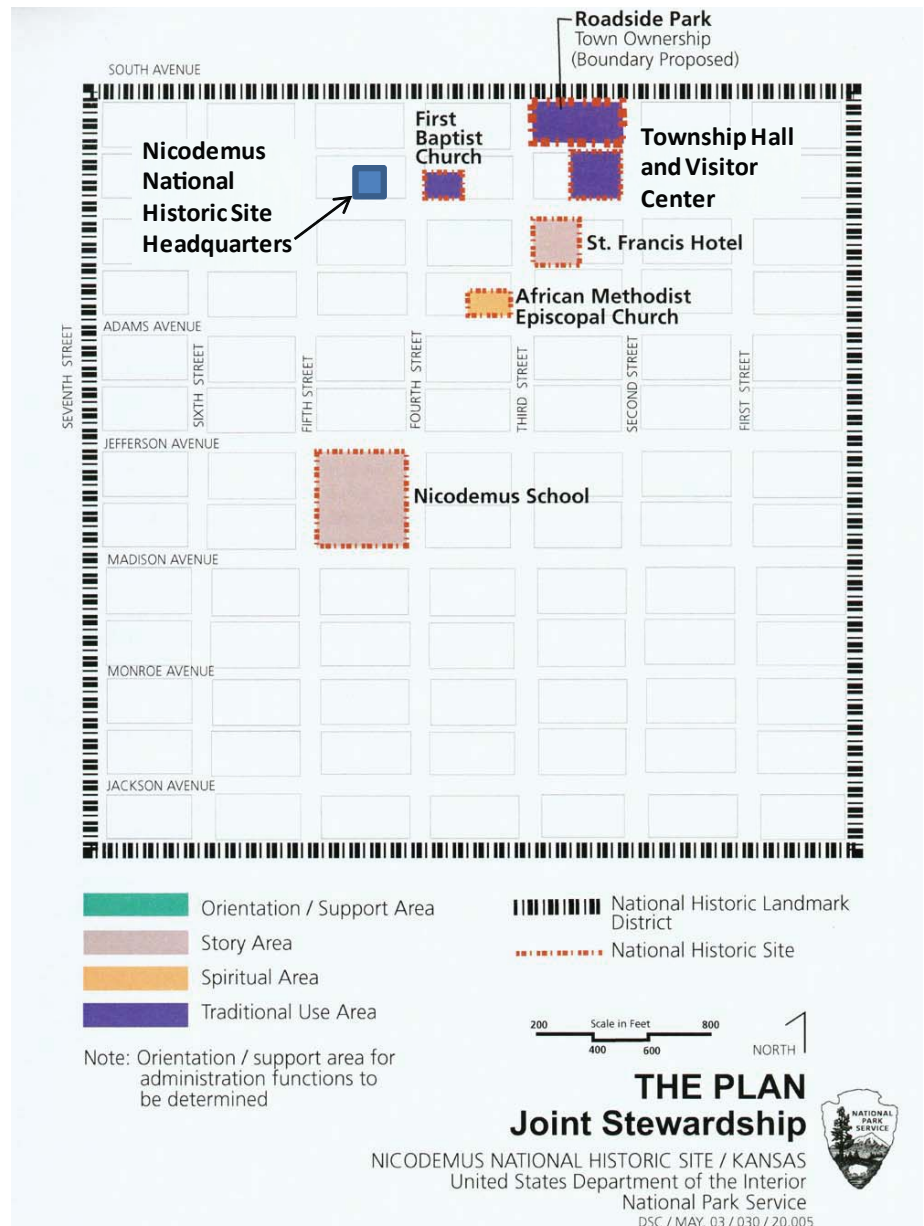 Roadside Park
Town Ownership
(Boundary Proposed)
SOUTH AVENUE
First
Baptist
Church
Nicodemus
National
Historic Site
Headquarters
Township Hall
and Visitor
Center
St. Francis Hotel
African Methodist
Episcopal Church
ADAMS AVENUE
SEVENTH STREET
SIXTH STREET
FIFTH STREET
FOURTH STREET
THIRD STREET
SECOND STREET
FIRST STREET
JEFFERSON AVENUE
Nicodemus School
MADISON AVENUE
MONROE AVENUE
JACKSON AVENUE
Orientation / Support Area
Story Area
Spiritual Area
Traditional Use Area
National Historic Landmark
District
National Historic Site
Note: Orientation / support area for
administration functions to
be determined
200 Scale in Feet 800
400 600
NORTH
THE PLAN
Joint Stewardship
NATIONAL
PARK
SERVICE
NICODEMUS NATIONAL HISTORIC SITE / KANSAS
United States Department of the Interior
National Park Service
DSC / MAY. 03 / 030 / 20,005